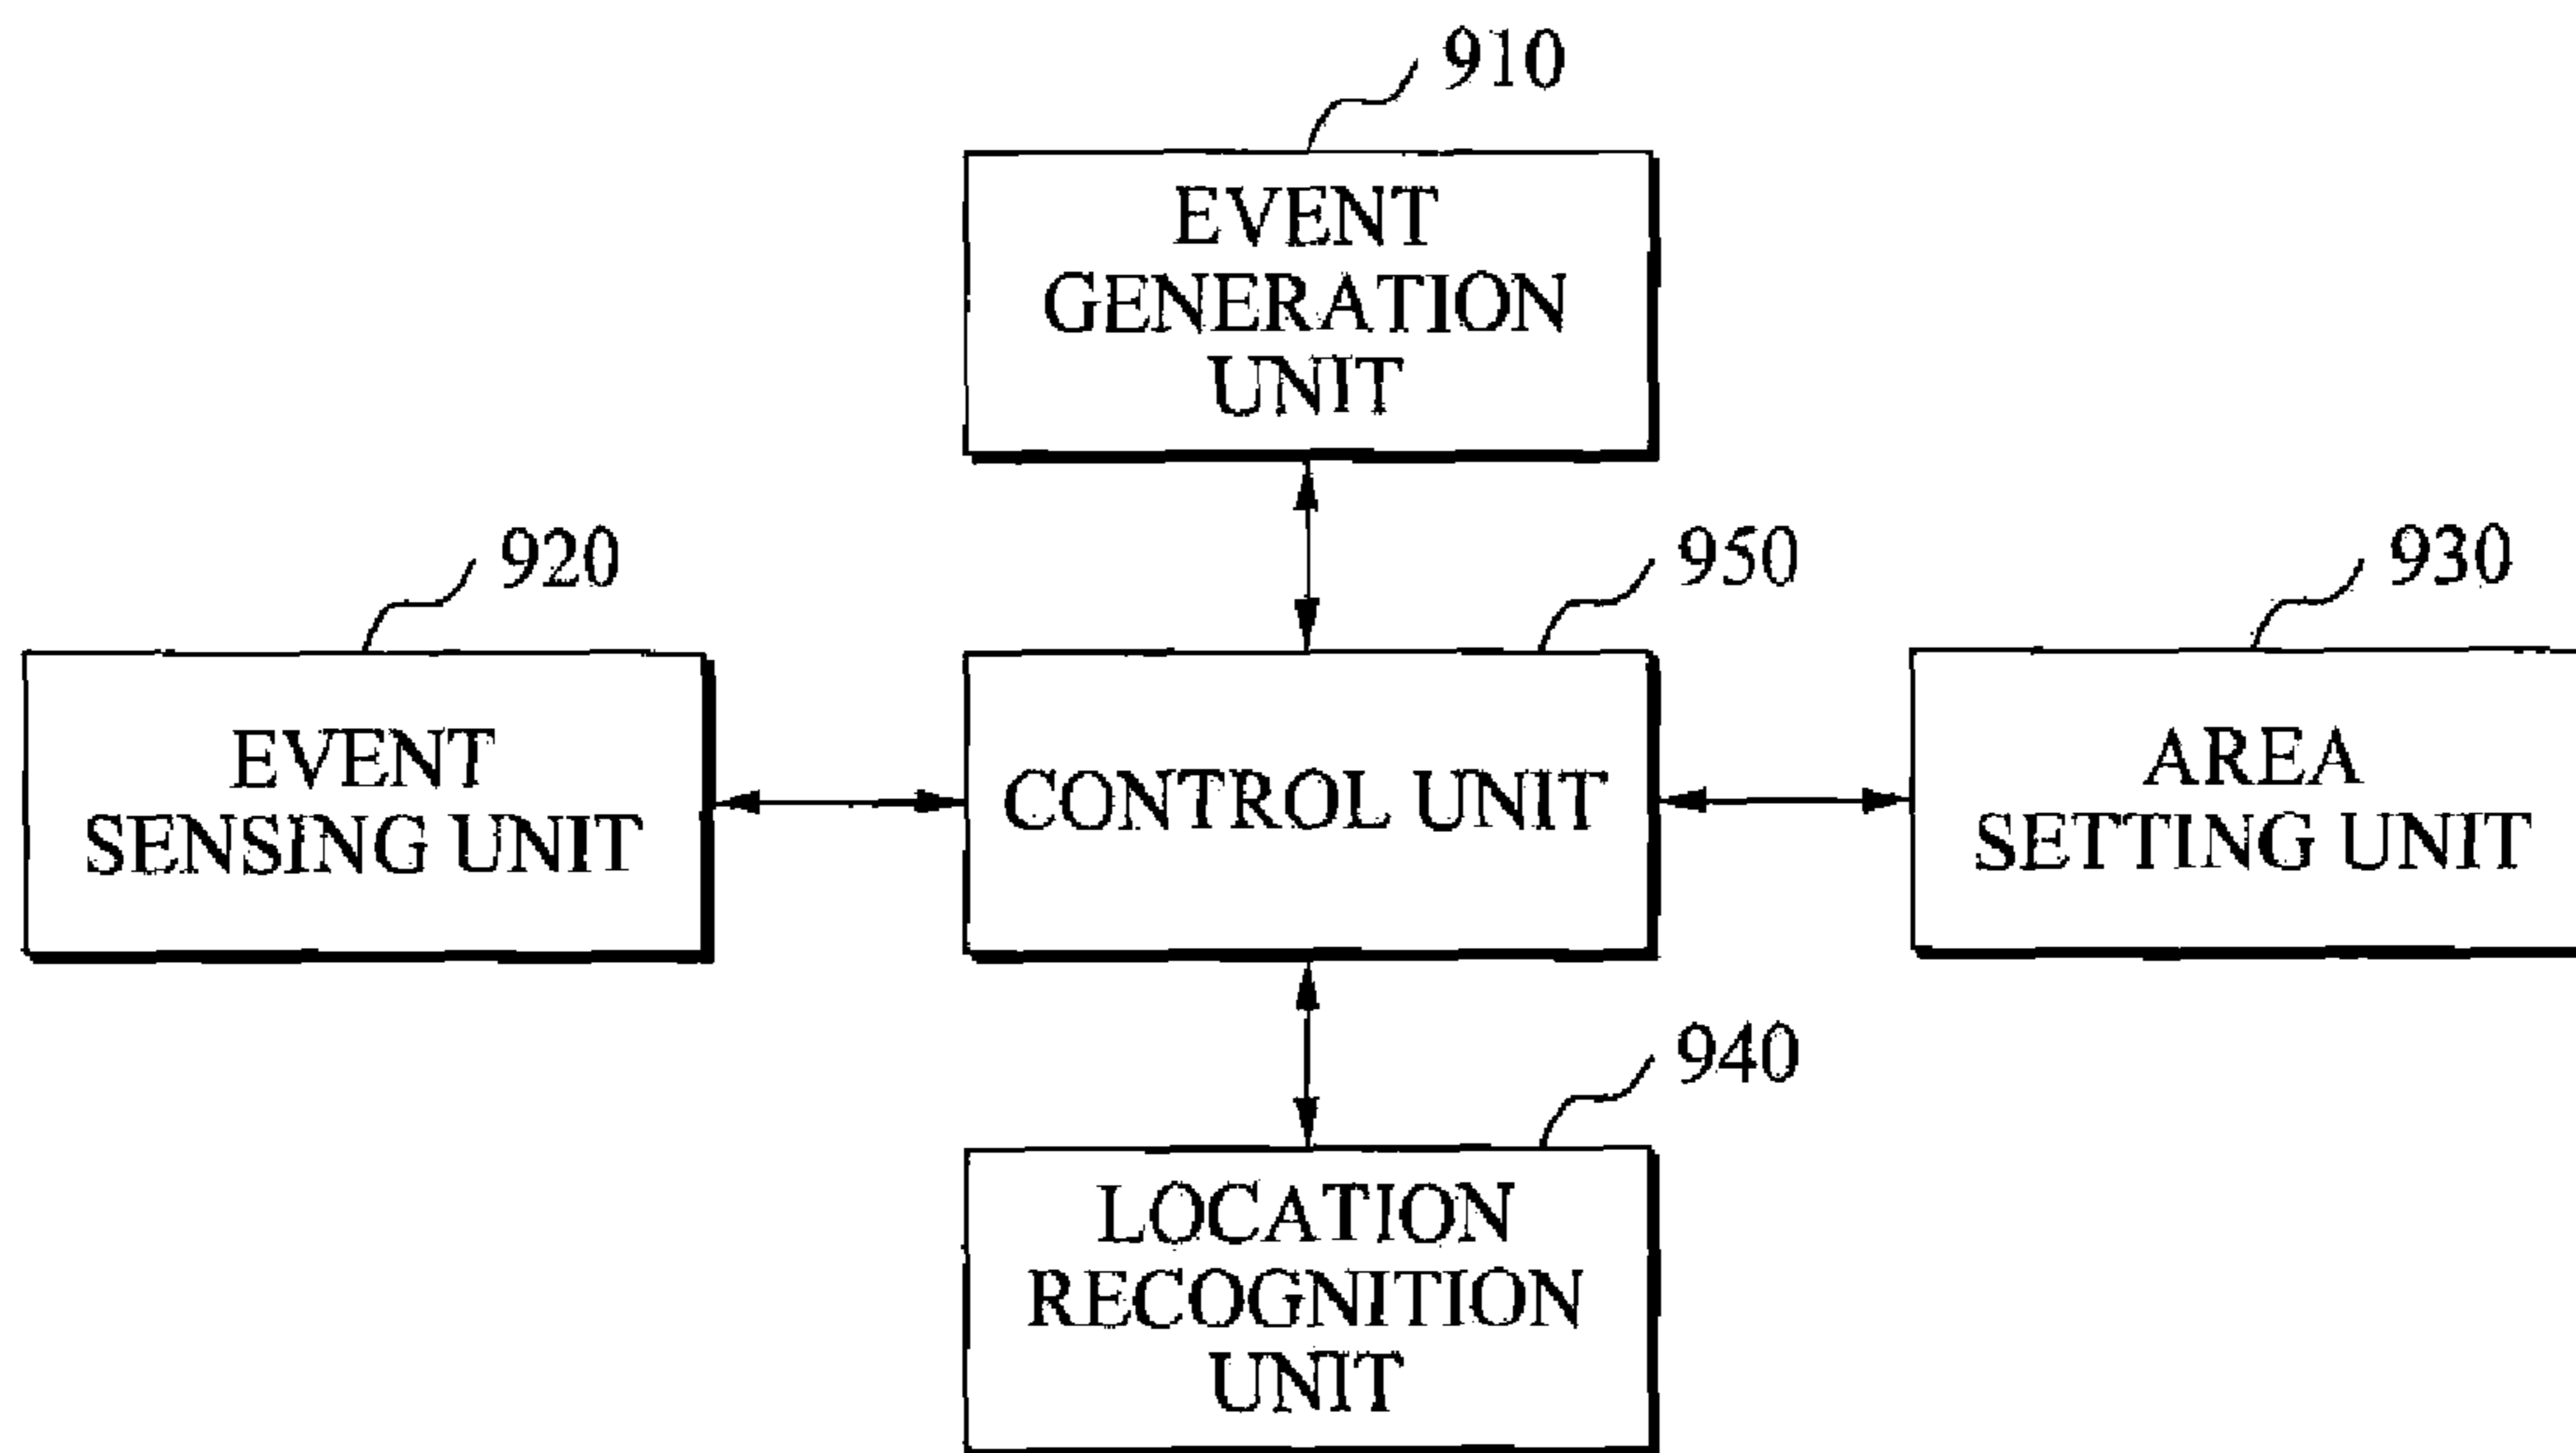 910
EVENT
GENERATION
UNIT
920
950
930
EVENT
SENSING UNIT
CONTROL UNIT
AREA
SETTING UNIT
940
LOCATION
RECOGNITION
UNIT